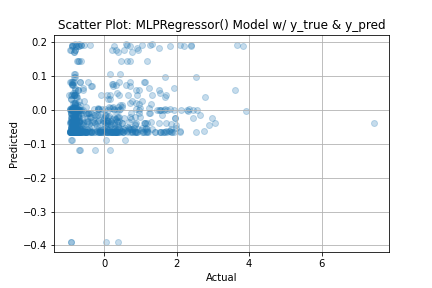 Scatter Plot: MLPRegressor() Model w/ y_true & y_pred
0.2
0.1
0.0
−0.1
−0.2
−0.3
−0.4
Predicted
0 2 4 6
Actual